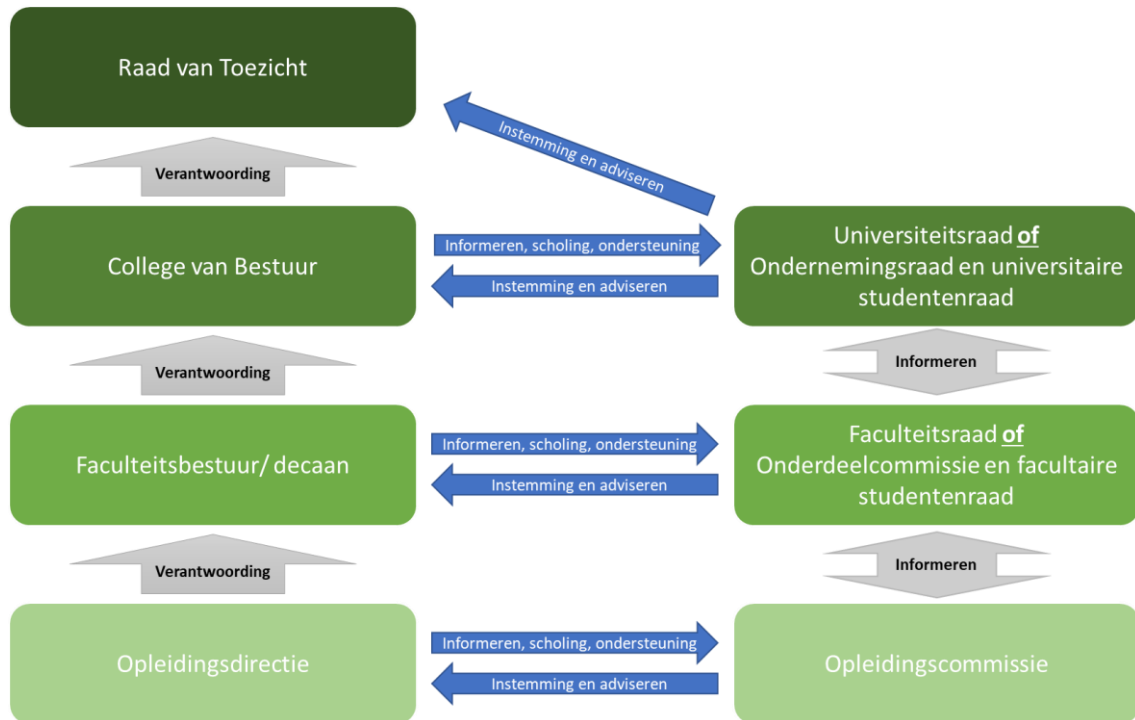 Raad van Toezicht
Instemming en adviseren
Verantwoording
College van Bestuur
Informeren, scholing, ondersteuning
Instemming en adviseren
Universiteitsraad of
Ondernemingsraad en universitaire
studentenraad
Verantwoording
Informeren
Faculteitsbestuur/ decaan
Informeren, scholing, ondersteuning
Instemming en adviseren
Faculteitsraad of
Onderdeelcommissie en facultaire
studentenraad
Verantwoording
Informeren
Opleidingsdirectie
Informeren, scholing, ondersteuning
Instemming en adviseren
Opleidingscommissie